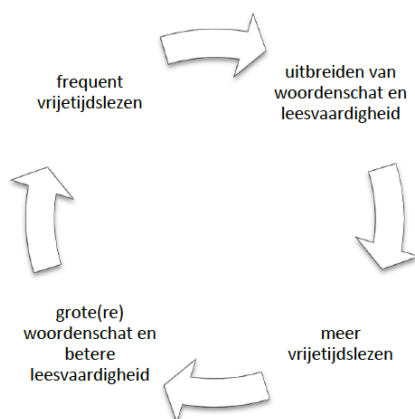 frequent
vrijetijdslezen
uitbreiden van
woordenschat en
leesvaardigheid
meer
vrijetijdslezen
grote(re)
woordenschat en
betere
leesvaardigheid